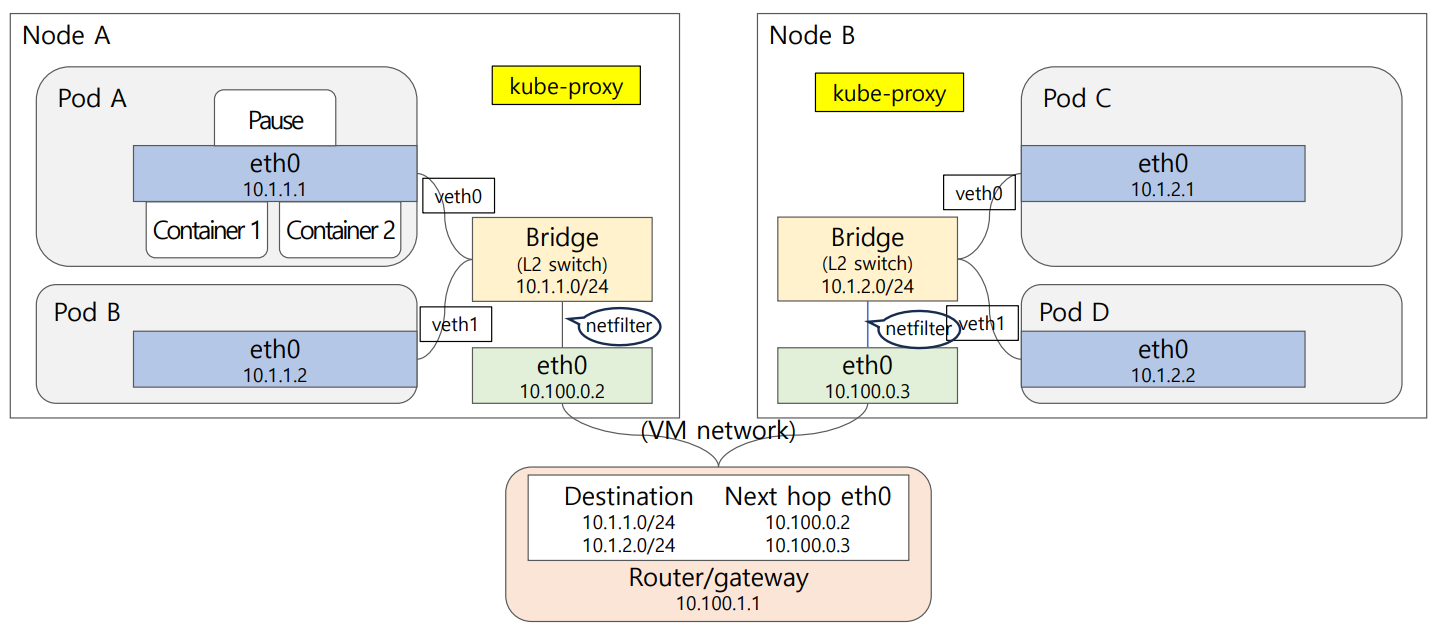 Node A
kube-proxy
Pod A
Pause
eth0
10.1.1.1
Container 1
Container 2
veth0
Bridge
(L2 switch)
10.1.1.0/24
Pod B
eth0
10.1.1.2
veth1
netfilter
eth0
10.100.0.2
Node B
kube-proxy
Pod C
eth0
10.1.2.1
veth0
Bridge
(L2 switch)
10.1.2.0/24
netfilter
veth1
Pod D
eth0
10.1.2.2
eth0
10.100.0.3
(VM network)
Destination Next hop eth0
10.1.1.0/24 10.100.0.2
10.1.2.0/24 10.100.0.3
Router/gateway
10.100.1.1